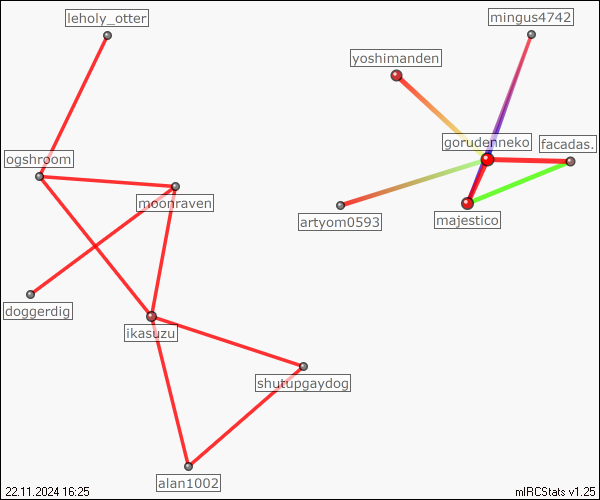 leholy_otter
mingus4742
yoshimanden
gorudenneko
facadas.
ogshroom
moonraven
artyom0593
majestico
doggerdig
ikasuzu
shutupgaydog
alan1002
22.11.2024 16:25
mIRCStats v1.25